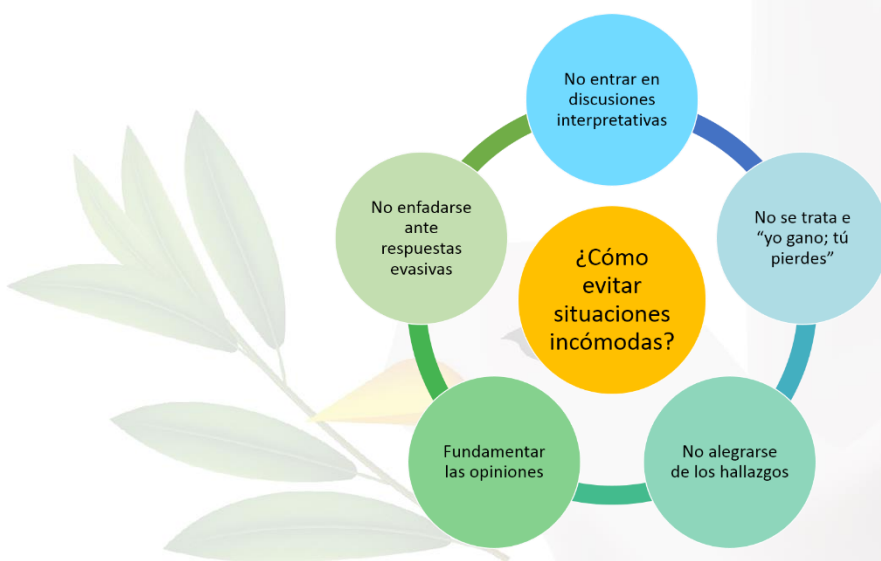 No entrar en
discusiones
interpretativas
No se trata e
“yo gano; tú
pierdes”
No alegrarse
de los hallazgos
Fundamentar
las opiniones
No enfadarse
ante
respuestas
evasivas
¿Cómo
evitar
situaciones
incómodas?